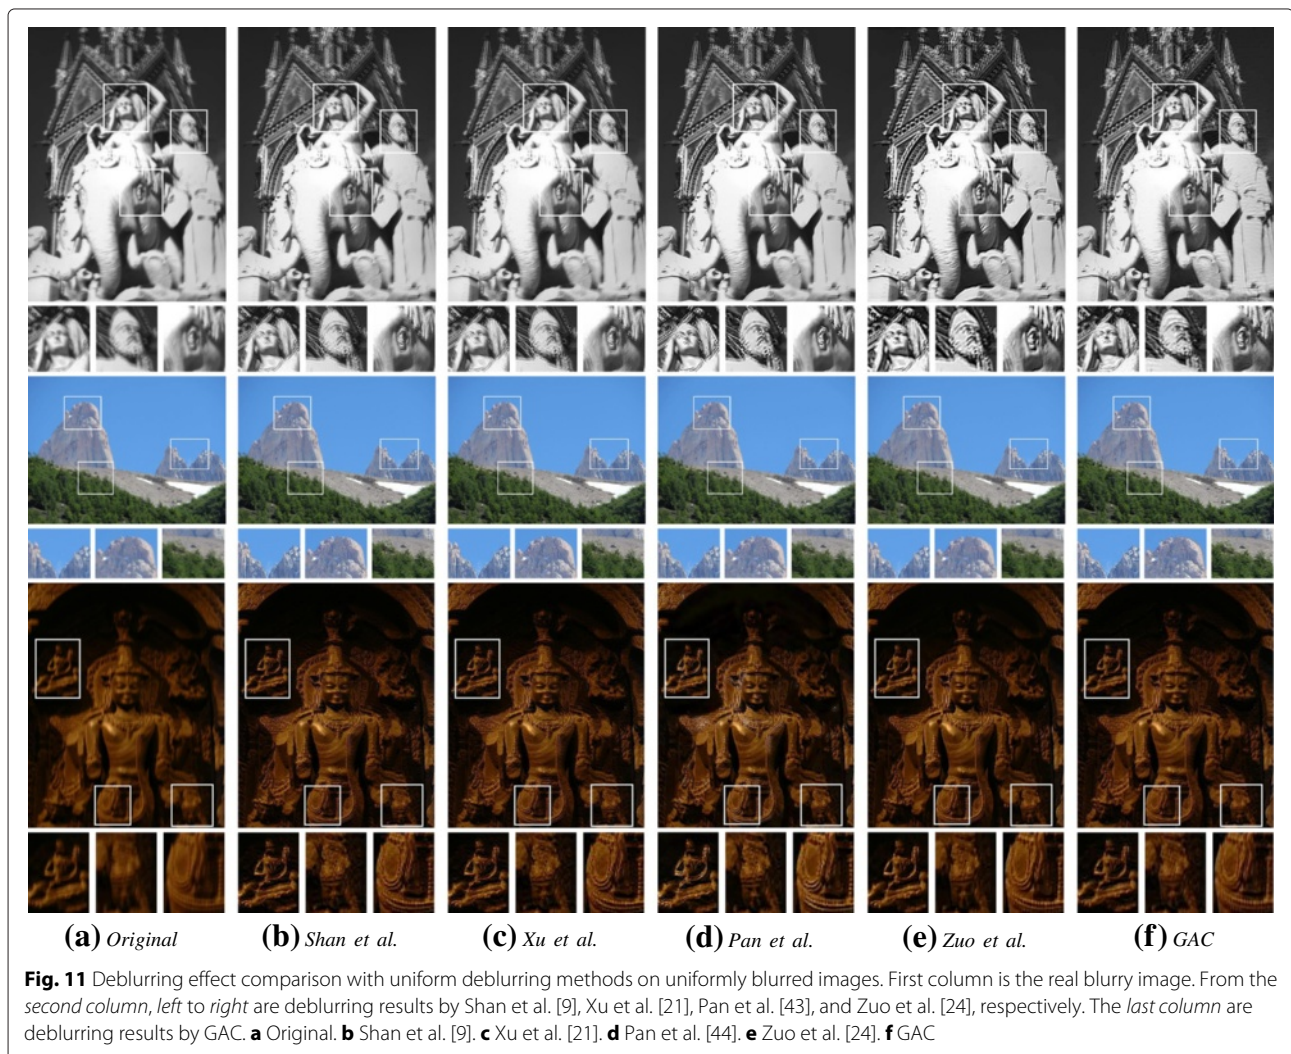 (a) Original (b) Shan et al. (c) Xu et al. (d) Pan et al. (e) Zuo et al. (f) GAC
Fig. 11 Deblurring effect comparison with uniform deblurring methods on uniformly blurred images. First column is the real blurry image. From the
second column, left to right are deblurring results by Shan et al. [9], Xu et al. [21], Pan et al. [43], and Zuo et al. [24], respectively. The last column are
deblurring results by GAC. a Original. b Shan et al. [9]. c Xu et al. [21]. d Pan et al. [44]. e Zuo et al. [24]. f GAC